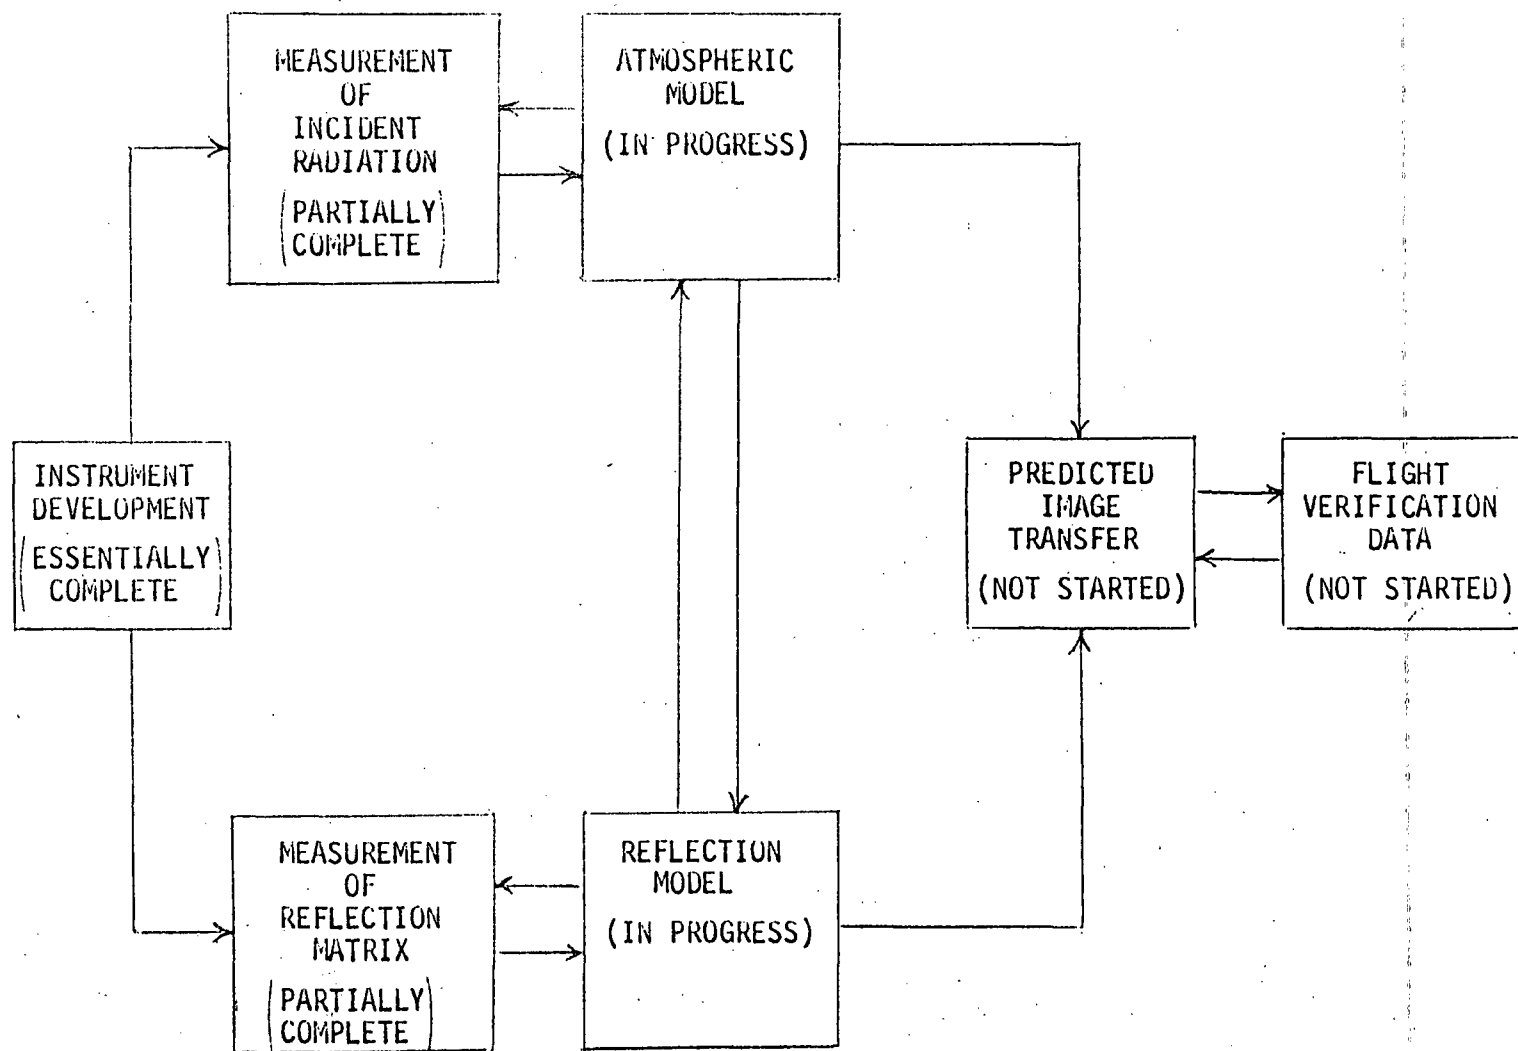 MEASUREMENT
OF
INCIDENT
RADIATION
(PARTIALLY
COMPLETE)
ATMOSPHERIC
MODEL
(IN PROGRESS)
INSTRUMENT
DEVELOPMENT
(ESSENTIALLY
COMPLETE)
PREDICTED
IMAGE
TRANSFER
(NOT STARTED)
FLIGHT
VERIFICATION
DATA
(NOT STARTED)
MEASUREMENT
OF
REFLECTION
MATRIX
(PARTIALLY
COMPLETE)
REFLECTION
MODEL
(IN PROGRESS)